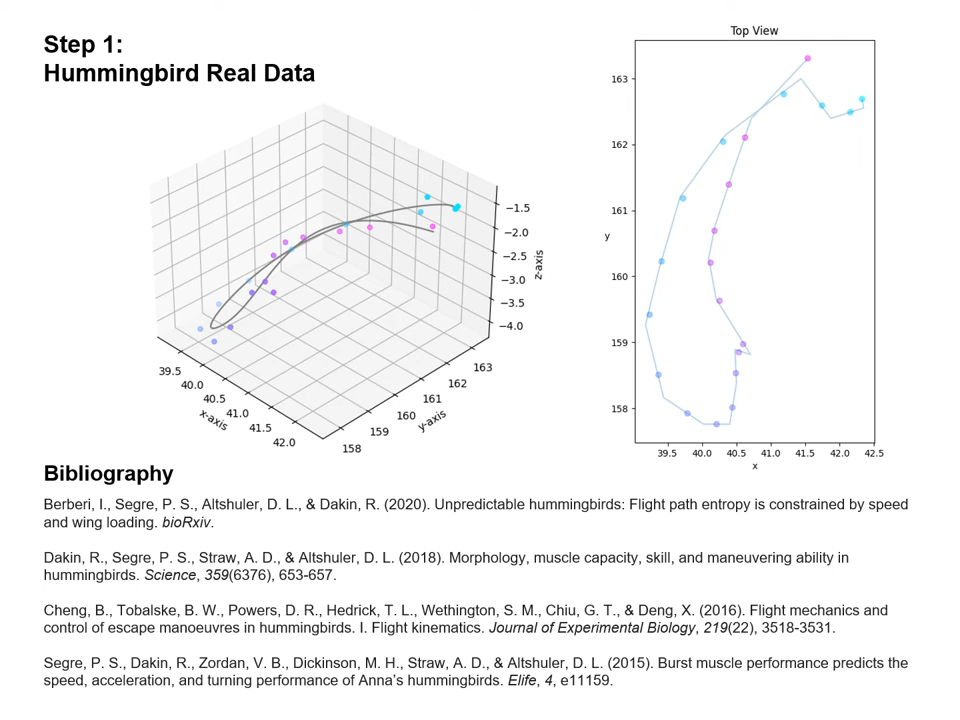 Step 1:
Hummingbird Real Data
−1.5
−2.0
−2.5
−3.0
−3.5
−4.0
z-axis
39.5
40.0
40.5
41.0
41.5
42.0
x-axis
158
159
160
161
162
163
y-axis
Top View
163
162
161
160
159
158
y
39.5 40.0 40.5 41.0 41.5 42.0 42.5
x
Bibliography
Berberi, I., Segre, P. S., Altshuler, D. L., & Dakin, R. (2020). Unpredictable hummingbirds: Flight path entropy is constrained by speed
and wing loading. bioRxiv.
Dakin, R., Segre, P. S., Straw, A. D., & Altshuler, D. L. (2018). Morphology, muscle capacity, skill, and maneuvering ability in
hummingbirds. Science, 359(6376), 653-657.
Cheng, B., Tobalske, B. W., Powers, D. R., Hedrick, T. L., Wethington, S. M., Chiu, G. T., & Deng, X. (2016). Flight mechanics and
control of escape manoeuvres in hummingbirds. I. Flight kinematics. Journal of Experimental Biology, 219(22), 3518-3531.
Segre, P. S., Dakin, R., Zordan, V. B., Dickinson, M. H., Straw, A. D., & Altshuler, D. L. (2015). Burst muscle performance predicts the
speed, acceleration, and turning performance of Anna’s hummingbirds. Elife, 4, e11159.